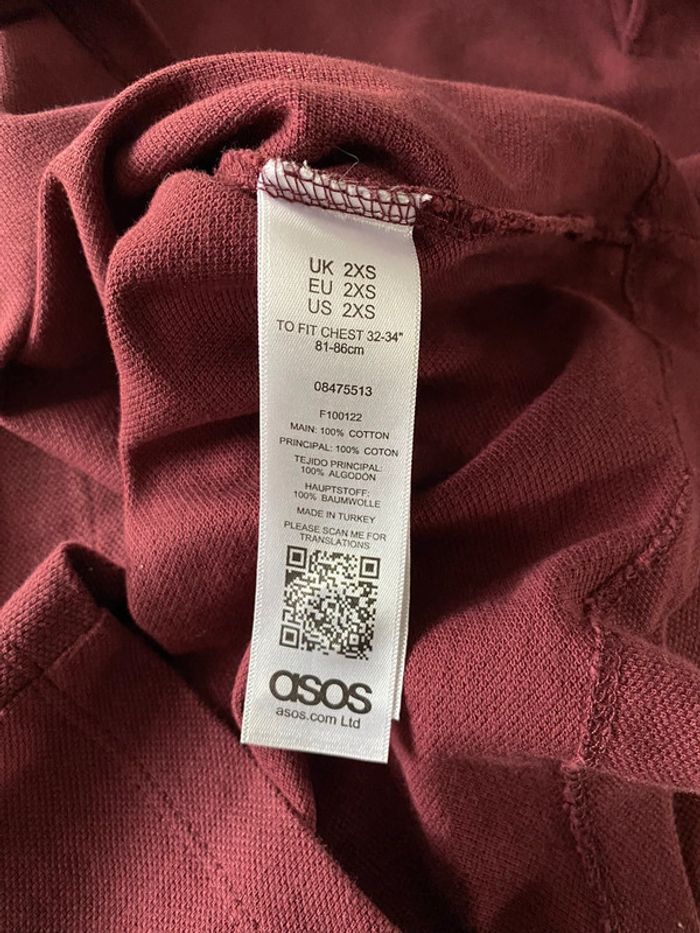 UK 2XS
EU 2XS
US 2XS
TO FIT CHEST 32-34"
81-86cm
08475513
F100122
MAIN: 100% COTTON
PRINCIPAL: 100% COTON
TEJIDO PRINCIPAL:
100% ALGODÓN
HAUPTSTOFF:
100% BAUMWOLLE
MADE IN TURKEY
PLEASE SCAN ME FOR
TRANSLATIONS
asos
asos.com Ltd